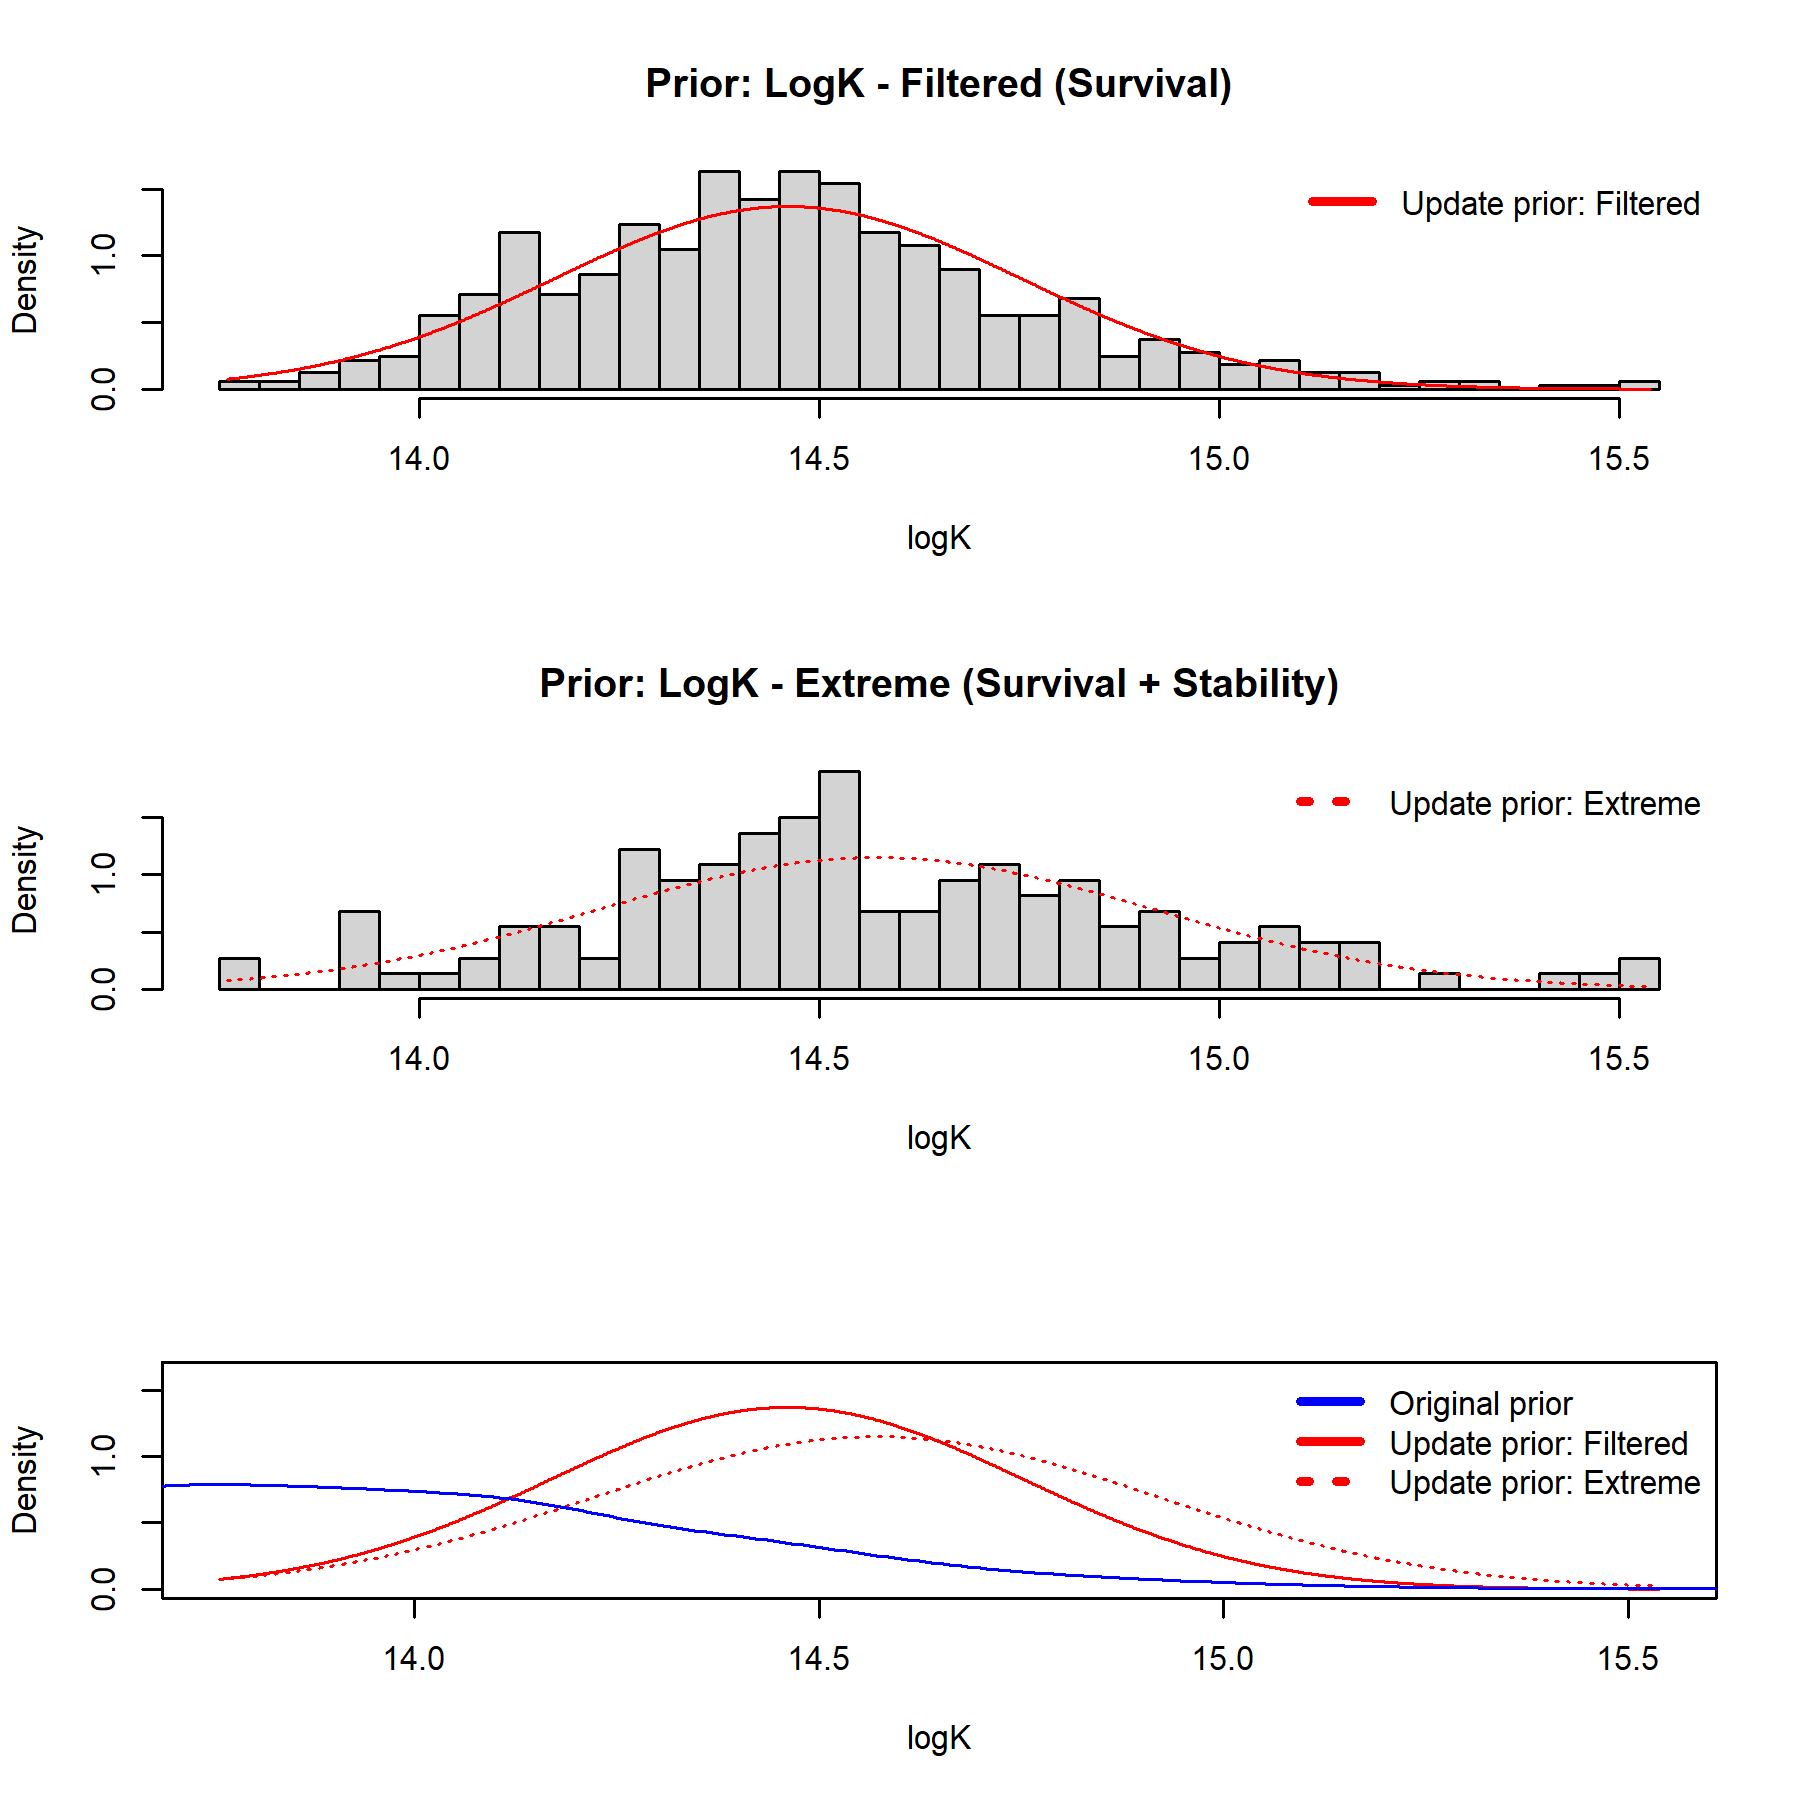 Prior: LogK - Filtered (Survival)
Update prior: Filtered
Density
0.0 1.0
14.0 14.5 15.0 15.5
logK
Prior: LogK - Extreme (Survival + Stability)
Update prior: Extreme
Density
0.0 1.0
14.0 14.5 15.0 15.5
logK
Original prior
Update prior: Filtered
Update prior: Extreme
Density
0.0 1.0
14.0 14.5 15.0 15.5
logK